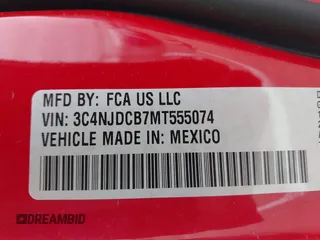 MFD BY: FCA US LLC
VIN: 3C4NJDCB7MT555074
VEHICLE MADE IN: MEXICO
DREAMBID